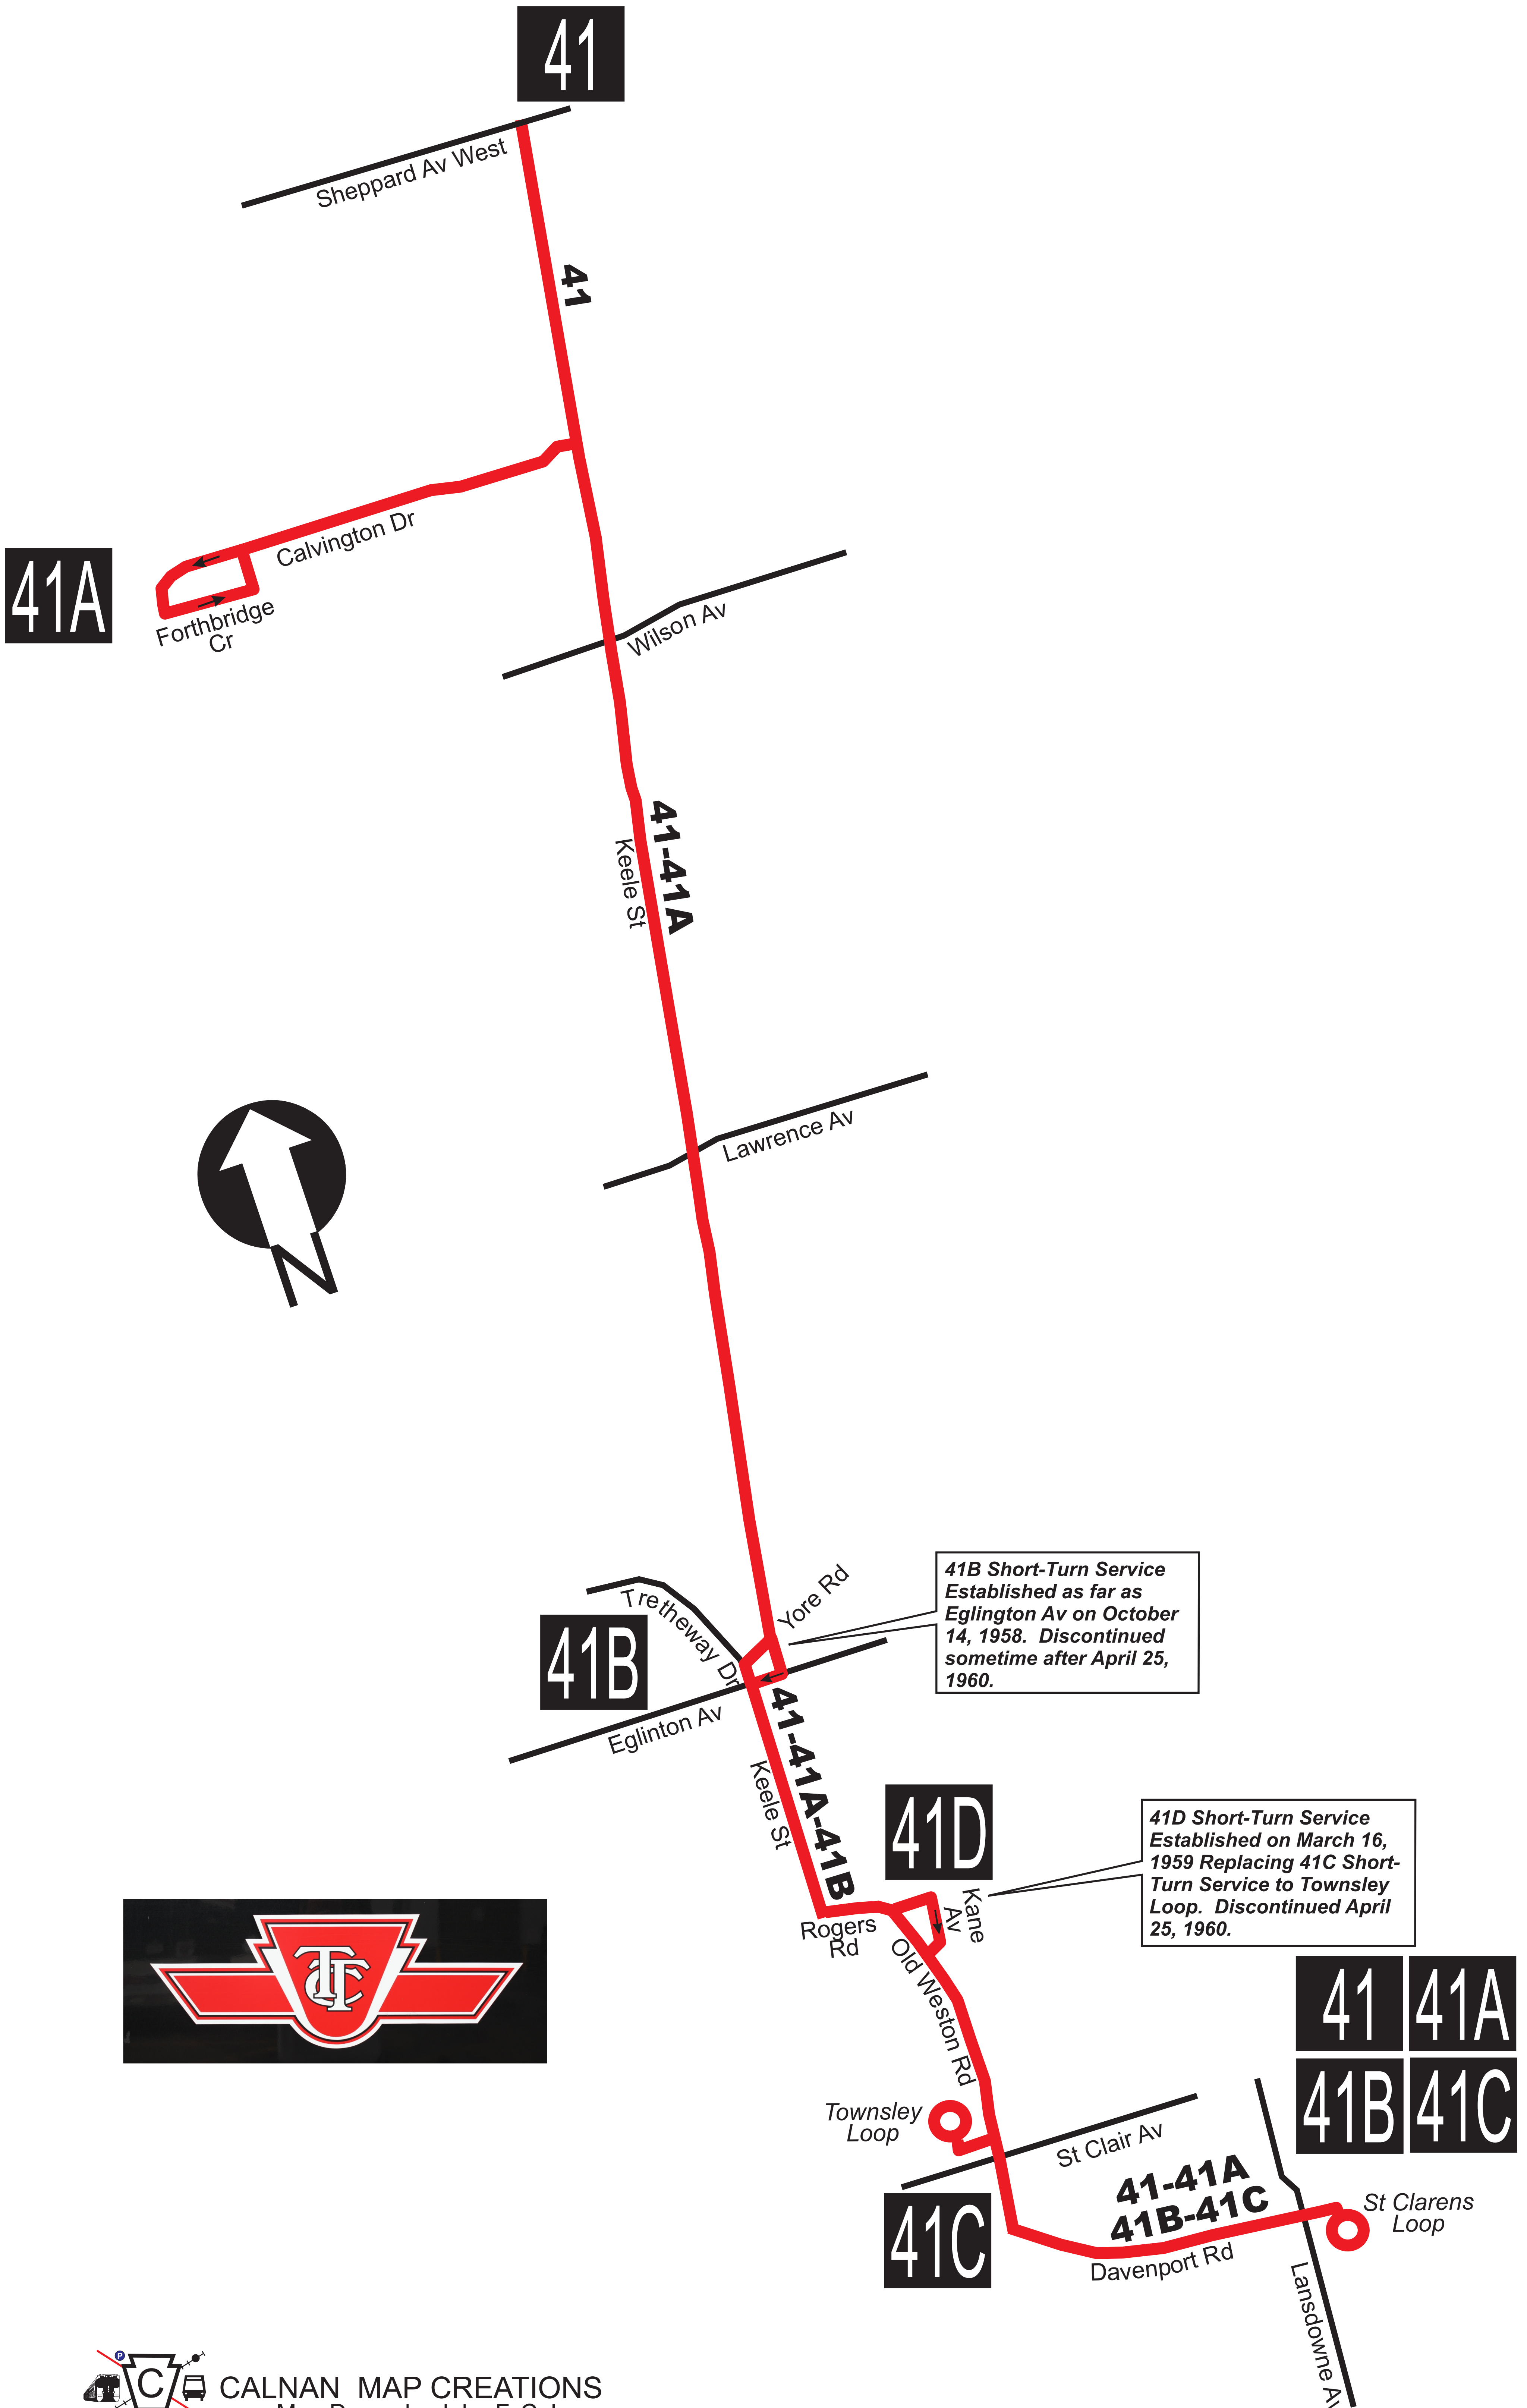 41
Sheppard Av West
41
Calvington Dr
41A
Forthbridge
Cr
Wilson Av
41-41A
Keele St
Lawrence Av
N
Yore Rd
Tretheway Dr
41B
41B Short-Turn Service
Established as far as
Eglington Av on October
14, 1958. Discontinued
sometime after April 25,
1960.
Eglinton Av
41-41A-41B
Keele St
41D
41D Short-Turn Service
Established on March 16,
1959 Replacing 41C Short-
Turn Service to Townsley
Loop. Discontinued April
25, 1960.
Kane
Av
Rogers
Rd
Old Weston Rd
TTC
41 41A
41B 41C
Townsley
Loop
St Clair Av
41-41A
41B-41C
St Clarens
Loop
41C
Davenport Rd
Lansdowne Av
P
C
CALNAN MAP CREATIONS